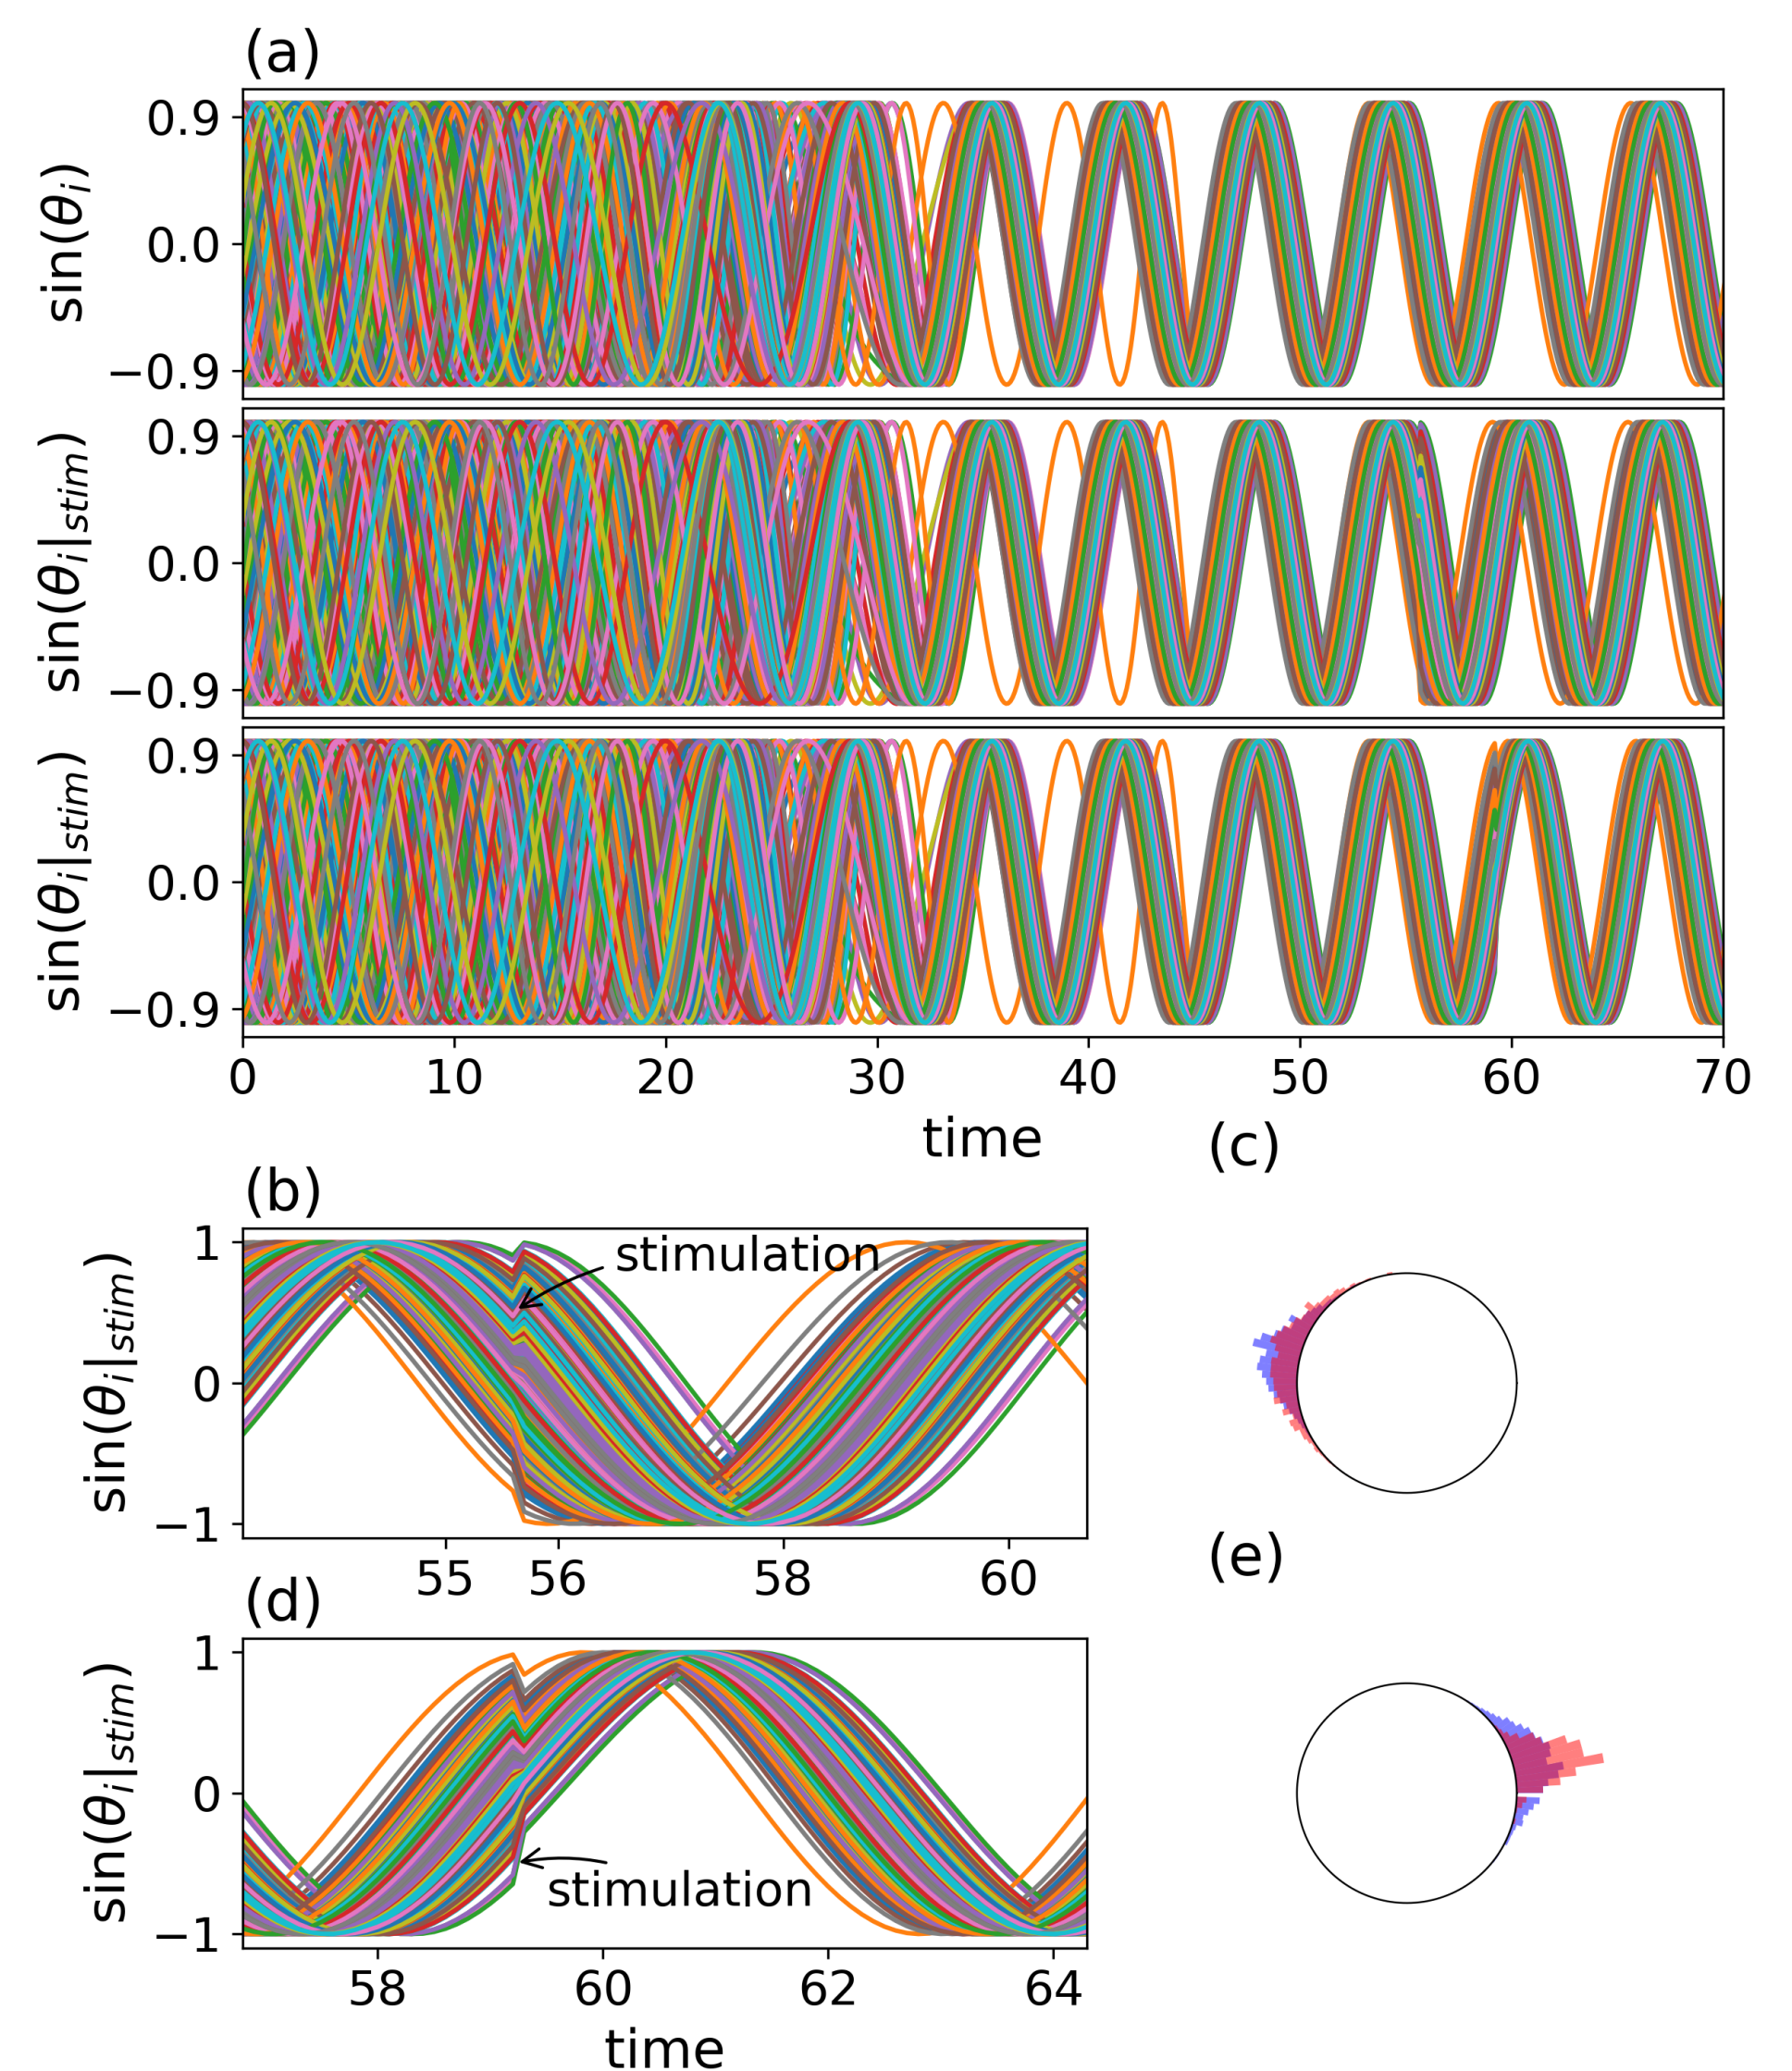 (a)
0.9
0.0
−0.9
sin(θi)
0.9
0.0
−0.9
sin(θi|stim)
0.9
0.0
−0.9
sin(θi|stim)
0 10 20 30 40 50 60 70
time
(b)
1
0
−1
sin(θi|stim)
stimulation
55 56 58 60
(c)
(d)
1
0
−1
sin(θi|stim)
stimulation
58 60 62 64
time
(e)